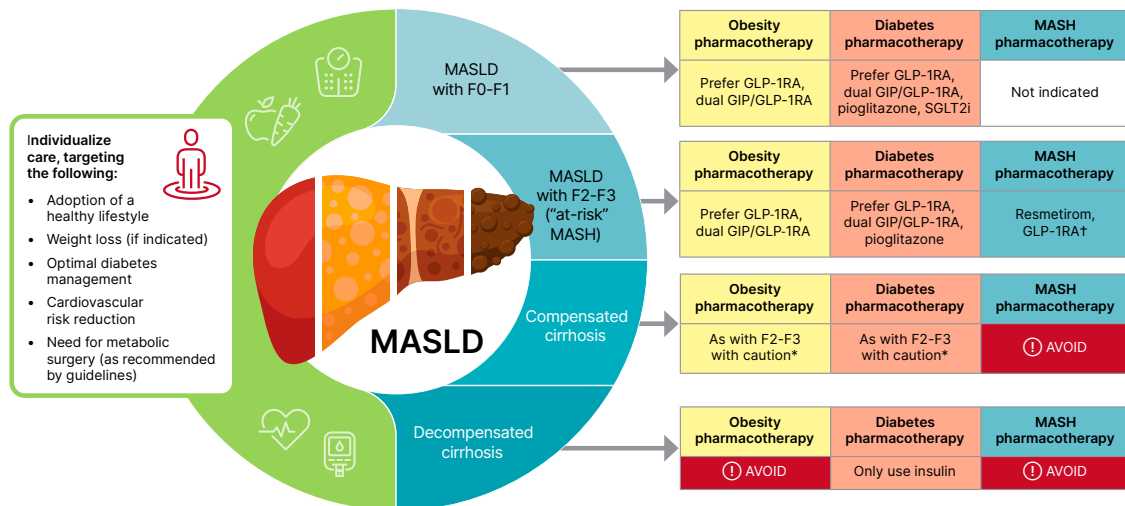 Individualize
care, targeting
the following:
• Adoption of a
healthy lifestyle
• Weight loss (if indicated)
• Optimal diabetes
management
• Cardiovascular
risk reduction
• Need for metabolic
surgery (as recommended
by guidelines)
MASLD
MASLD
with F0-F1
MASLD
with F2-F3
("at-risk"
MASH)
Compensated
cirrhosis
Decompensated
cirrhosis
Obesity
pharmacotherapy
Diabetes
pharmacotherapy
MASH
pharmacotherapy
Prefer GLP-1RA,
dual GIP/GLP-1RA
Prefer GLP-1RA,
dual GIP/GLP-1RA,
pioglitazone, SGLT2i
Not indicated
Obesity
pharmacotherapy
Diabetes
pharmacotherapy
MASH
pharmacotherapy
Prefer GLP-1RA,
dual GIP/GLP-1RA
Prefer GLP-1RA,
dual GIP/GLP-1RA,
pioglitazone
Resmetirom,
GLP-1RA†
Obesity
pharmacotherapy
Diabetes
pharmacotherapy
MASH
pharmacotherapy
As with F2-F3
with caution*
As with F2-F3
with caution*
! AVOID
Obesity
pharmacotherapy
Diabetes
pharmacotherapy
MASH
pharmacotherapy
! AVOID
Only use insulin
! AVOID